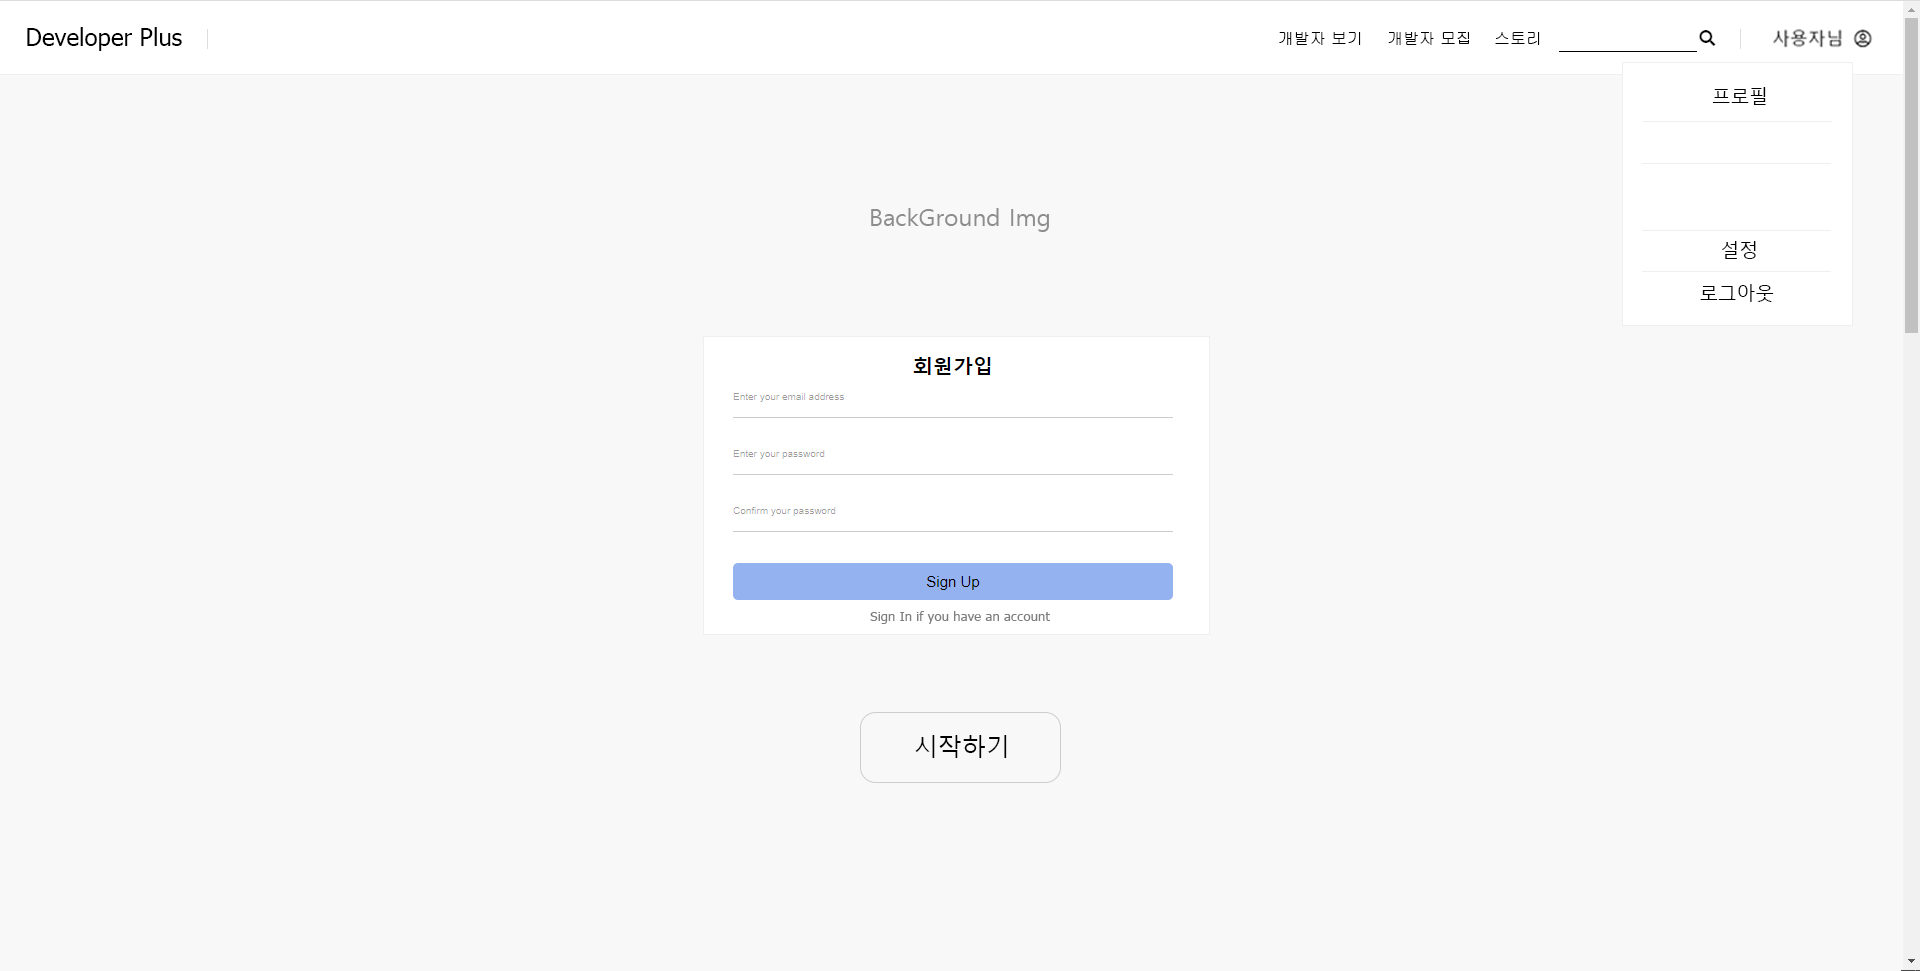 Developer Plus
개발자 보기 개발자 모집 스토리 사용자님
프로필
설정
로그아웃
BackGround Img
회원가입
Enter your email address
Enter your password
Confirm your password
Sign Up
Sign In if you have an account
시작하기